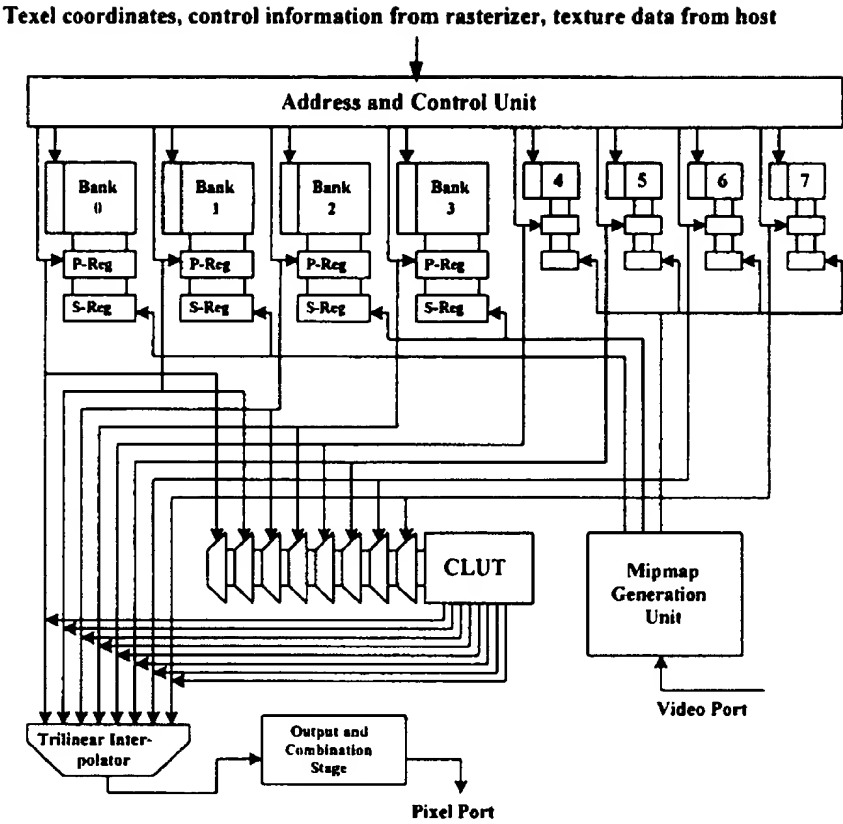 Texel coordinates, control information from rasterizer, texture data from host
Address and Control Unit
Bank 0
Bank 1
Bank 2
Bank 3
4
5
6
7
P-Reg
P-Reg
P-Reg
P-Reg
S-Reg
S-Reg
S-Reg
S-Reg
CLUT
Mipmap
Generation
Unit
Video Port
Trilinear Inter-
polator
Output and
Combination
Stage
Pixel Port